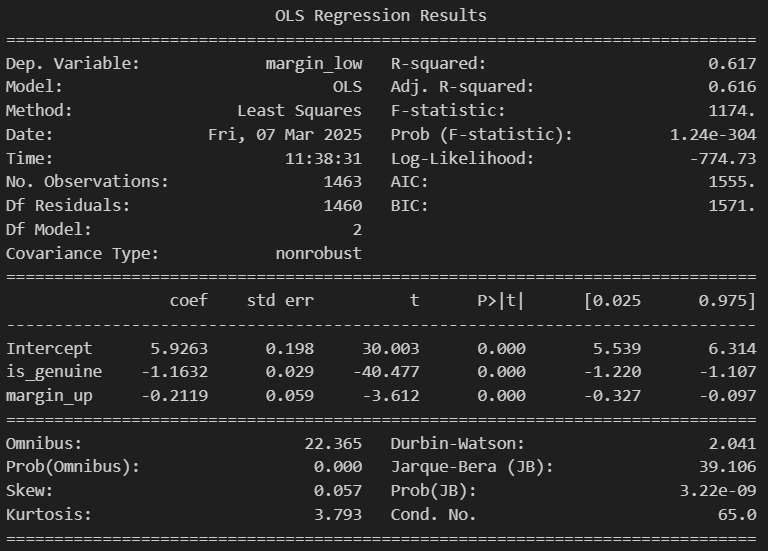 OLS Regression Results
==============================================================================
Dep. Variable: margin_low R-squared: 0.617
Model: OLS Adj. R-squared: 0.616
Method: Least Squares F-statistic: 1174.
Date: Fri, 07 Mar 2025 Prob (F-statistic): 1.24e-304
Time: 11:38:31 Log-Likelihood: -774.73
No. Observations: 1463 AIC: 1555.
Df Residuals: 1460 BIC: 1571.
Df Model: 2
Covariance Type: nonrobust
==============================================================================
coef std err t P>|t| [0.025 0.975]
------------------------------------------------------------------------------
Intercept 5.9263 0.198 30.003 0.000 5.539 6.314
is_genuine -1.1632 0.029 -40.477 0.000 -1.220 -1.107
margin_up -0.2119 0.059 -3.612 0.000 -0.327 -0.097
==============================================================================
Omnibus: 22.365 Durbin-Watson: 2.041
Prob(Omnibus): 0.000 Jarque-Bera (JB): 39.106
Skew: 0.057 Prob(JB): 3.22e-09
Kurtosis: 3.793 Cond. No. 65.0
==============================================================================